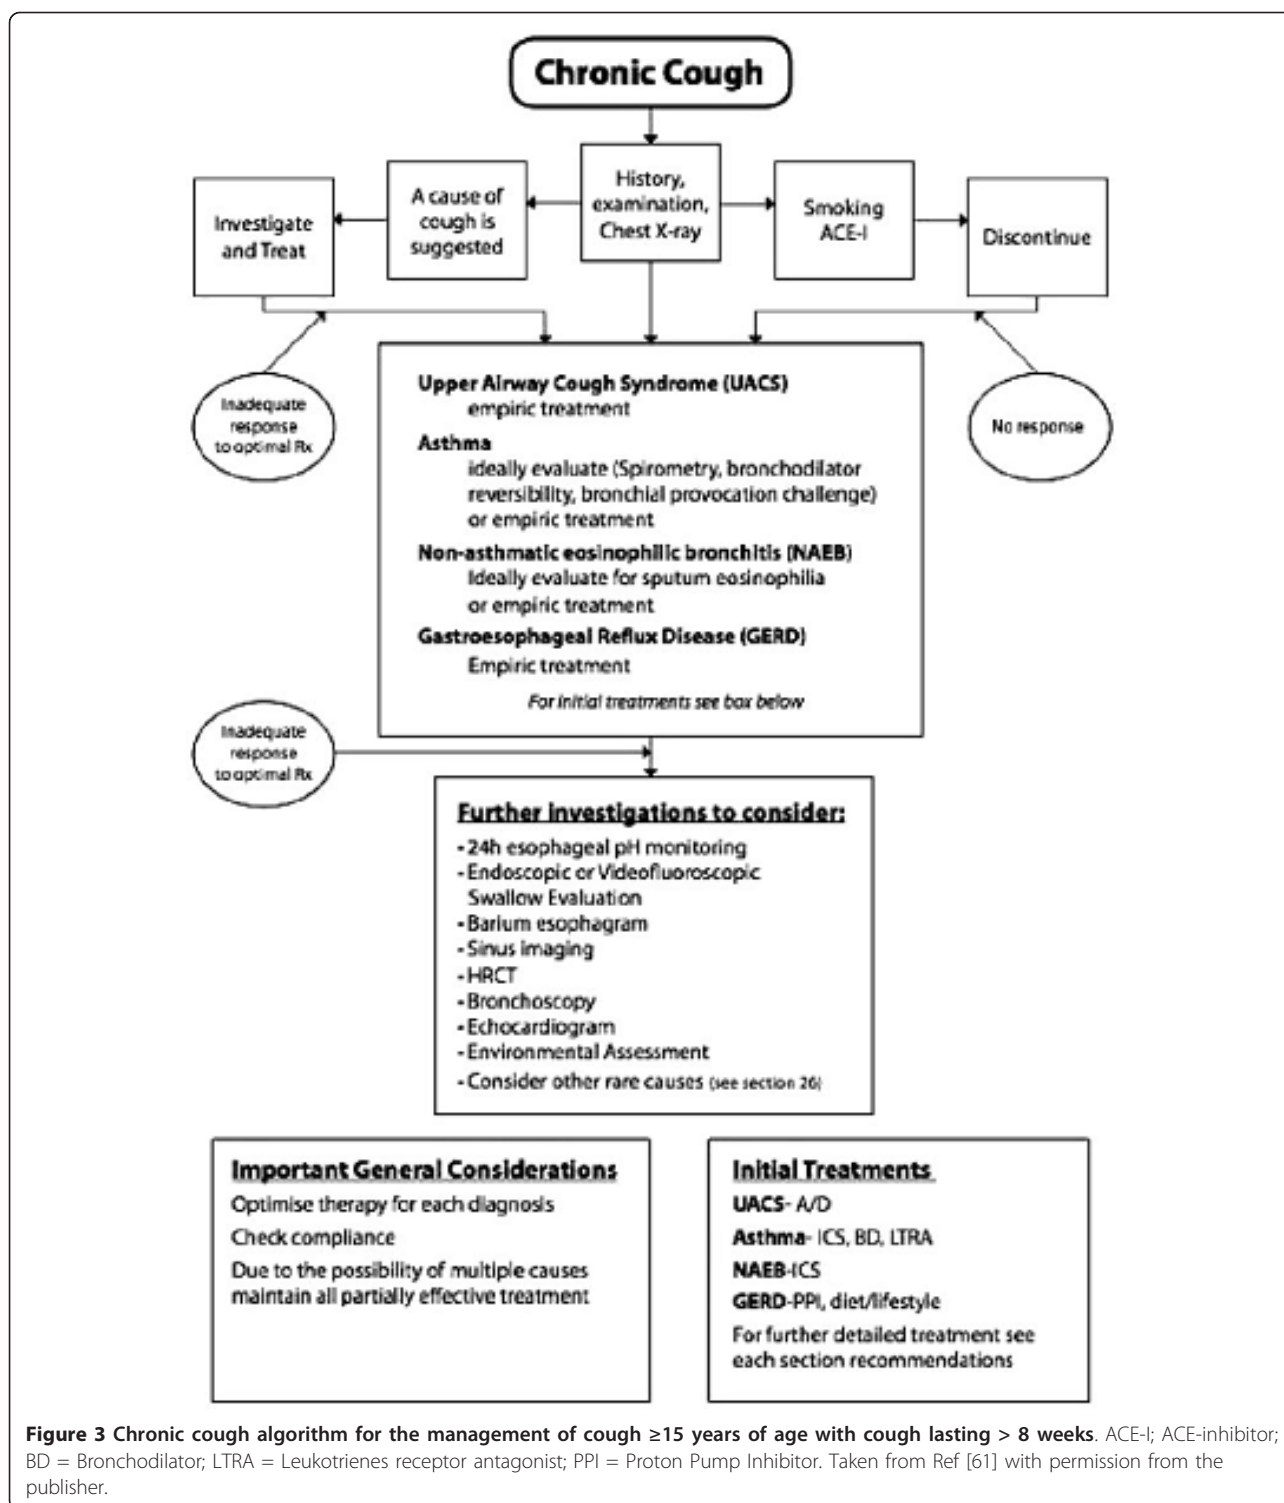 Chronic Cough
History,
examination,
Chest X-ray
A cause of
cough is
suggested
Investigate
and Treat
Smoking
ACE-I
Discontinue
Inadequate
response
to optimal Rx
No response
Upper Airway Cough Syndrome (UACS)
empiric treatment
Asthma
ideally evaluate (Spirometry, bronchodilator
reversibility, bronchial provocation challenge)
or empiric treatment
Non-asthmatic eosinophilic bronchitis (NAEB)
Ideally evaluate for sputum eosinophilia
or empiric treatment
Gastroesophageal Reflux Disease (GERD)
Empiric treatment
For initial treatments see box below
Inadequate
response
to optimal Rx
Further investigations to consider:
- 24h esophageal pH monitoring
- Endoscopic or Videofluoroscopic
Swallow Evaluation
- Barium esophagram
- Sinus imaging
- HRCT
- Bronchoscopy
- Echocardiogram
- Environmental Assessment
- Consider other rare causes (see section 26)
Important General Considerations
Optimise therapy for each diagnosis
Check compliance
Due to the possibility of multiple causes
maintain all partially effective treatment
Initial Treatments
UACS- A/D
Asthma- ICS, BD, LTRA
NAEB-ICS
GERD-PPI, diet/lifestyle
For further detailed treatment see
each section recommendations
Figure 3 Chronic cough algorithm for the management of cough ≥15 years of age with cough lasting > 8 weeks. ACE-I; ACE-inhibitor;
BD = Bronchodilator; LTRA = Leukotrienes receptor antagonist; PPI = Proton Pump Inhibitor. Taken from Ref [61] with permission from the
publisher.